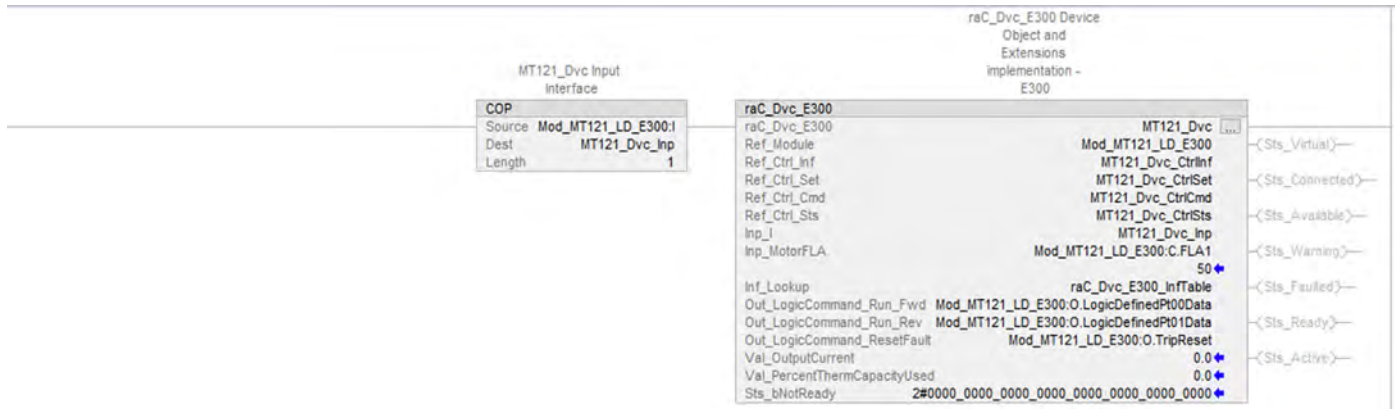 raC_Dvc_E300 Device
Object and
Extensions
implementation -
E300
MT121_Dvc Input
Interface
COP
Source Mod_MT121_LD_E300:I
Dest MT121_Dvc_Inp
Length 1
raC_Dvc_E300
raC_Dvc_E300 MT121_Dvc ...
Ref_Module Mod_MT121_LD_E300
Ref_Ctrl_Inf MT121_Dvc_CtrlInf
Ref_Ctrl_Set MT121_Dvc_CtrlSet
Ref_Ctrl_Cmd MT121_Dvc_CtrlCmd
Ref_Ctrl_Sts MT121_Dvc_CtrlSts
Inp_I MT121_Dvc_Inp
Inp_MotorFLA Mod_MT121_LD_E300:C.FLA1
50
Inf_Lookup raC_Dvc_E300_InfTable
Out_LogicCommand_Run_Fwd Mod_MT121_LD_E300:O.LogicDefinedPt00Data
Out_LogicCommand_Run_Rev Mod_MT121_LD_E300:O.LogicDefinedPt01Data
Out_LogicCommand_ResetFault Mod_MT121_LD_E300:O.TripReset
Val_OutputCurrent 0.0
Val_PercentThermCapacityUsed 0.0
Sts_bNotReady 2#0000_0000_0000_0000_0000_0000_0000_0000
Sts_Virtual
Sts_Connected
Sts_Available
Sts_Warning
Sts_Faulted
Sts_Ready
Sts_Active